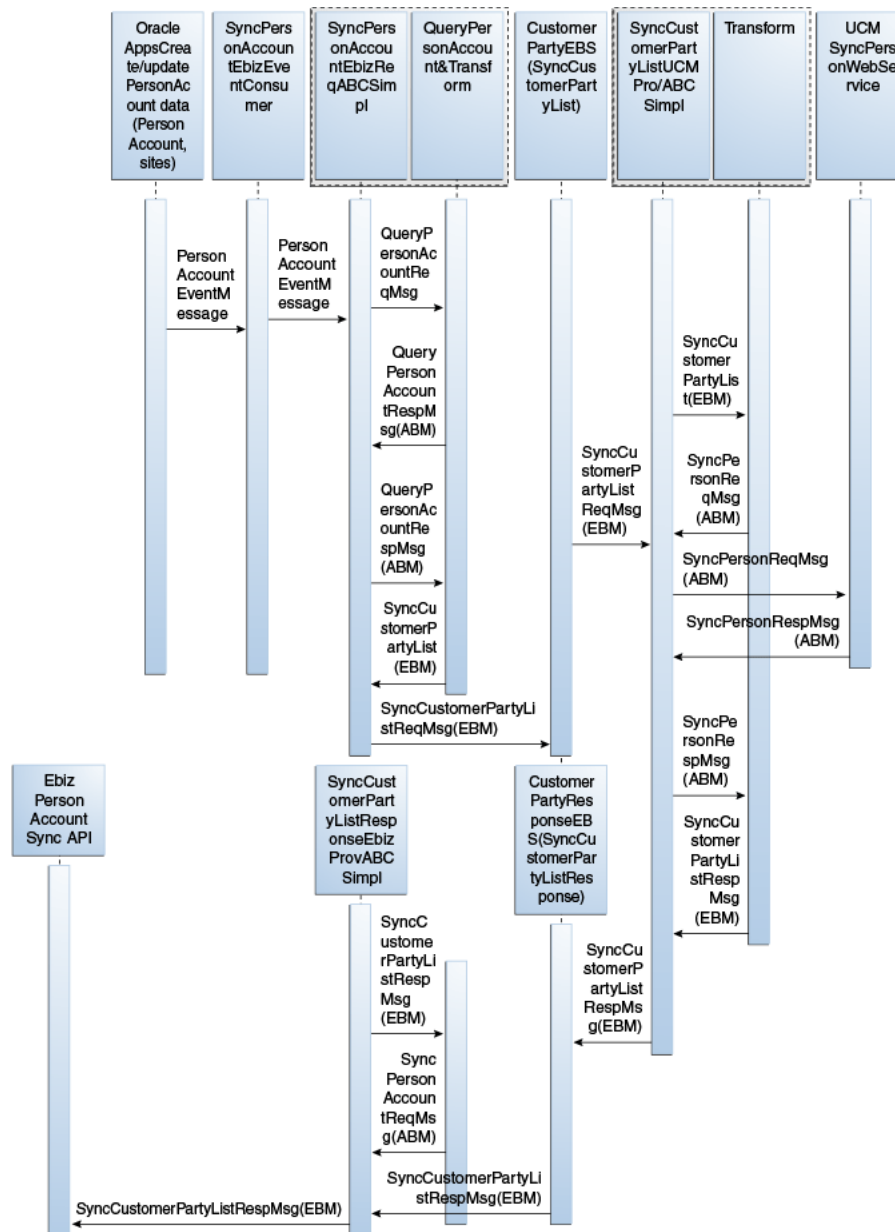 Oracle
AppsCrea
te/update
PersonAc
count data
(Person
Account,
sites)
SyncPers
onAccoun
tEbizEve
ntConsum
er
SyncPers
onAccou
ntEbizRe
qABCSim
pl
QueryPer
sonAccou
nt&Transf
orm
Customer
PartyEBS
(SyncCus
tomerPart
yList)
SyncCust
omerPart
yListUCM
Pro/ABC
Simpl
Transform
UCM
SyncPers
onWebSe
rvice
Person
Account
EventM
essage
Person
Account
EventM
essage
QueryP
ersonAc
countRe
qMsg
Query
Person
Accoun
tRespM
sg(ABM)
QueryP
ersonAc
countRe
spMsg
(ABM)
SyncCu
stomerP
artyList
(EBM)
SyncCustomerPartyLi
stReqMsg(EBM)
SyncCu
stomerP
artyList
ReqMsg
(EBM)
SyncCu
stomer
PartyLis
t(EBM)
SyncPe
rsonRe
qMsg
(ABM)
SyncPersonReqMsg
(ABM)
SyncPersonRespMsg
(ABM)
SyncPe
rsonRe
spMsg
(ABM)
SyncCu
stomer
PartyLi
stResp
Msg
(EBM)
Ebiz
Person
Account
Sync API
SyncCust
omerPart
yListResp
onseEbiz
ProvABC
Simpl
Customer
PartyRes
ponseEB
S(SyncCu
stomerPar
tyListRes
ponse)
SyncC
ustome
rPartyLi
stResp
Msg
(EBM)
SyncCu
stomerP
artyList
RespMs
g(EBM)
Sync
Person
Accoun
tReqMs
g(ABM)
SyncCustomerPartyLi
stRespMsg(EBM)
SyncCustomerPartyListRespMsg(EBM)